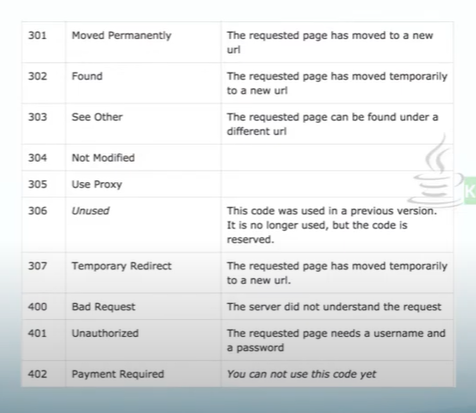 301 Moved Permanently The requested page has moved to a new
url
302 Found The requested page has moved temporarily
to a new url
303 See Other The requested page can be found under a
different url
304 Not Modified
305 Use Proxy
306 Unused This code was used in a previous version.
It is no longer used, but the code is
reserved.
307 Temporary Redirect The requested page has moved temporarily
to a new url.
400 Bad Request The server did not understand the request
401 Unauthorized The requested page needs a username and
a password
402 Payment Required You can not use this code yet
K